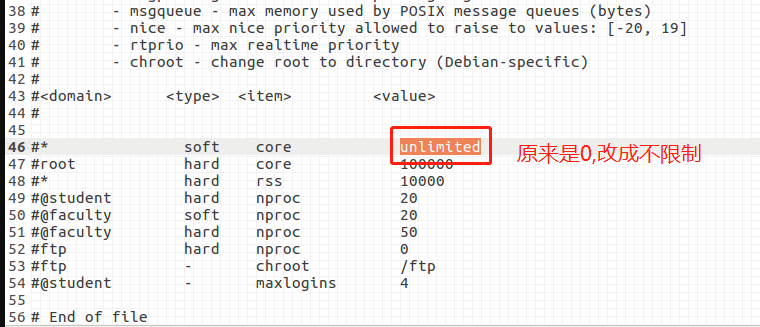 38 #         - msgqueue - max memory used by POSIX message queues (bytes)
39 #         - nice - max nice priority allowed to raise to values: [-20, 19]
40 #         - rtprio - max realtime priority
41 #         - chroot - change root to directory (Debian-specific)
42 #
43 #<domain>      <type>  <item>         <value>
44 #
45
46 #*               soft    core            unlimited 原来是0,改成不限制
47 #root            hard    core            100000
48 #*               hard    rss             10000
49 #@student        hard    nproc           20
50 #@faculty        soft    nproc           20
51 #@faculty        hard    nproc           50
52 #ftp             hard    nproc           0
53 #ftp             -       chroot          /ftp
54 #@student        -       maxlogins       4
55
56 # End of file